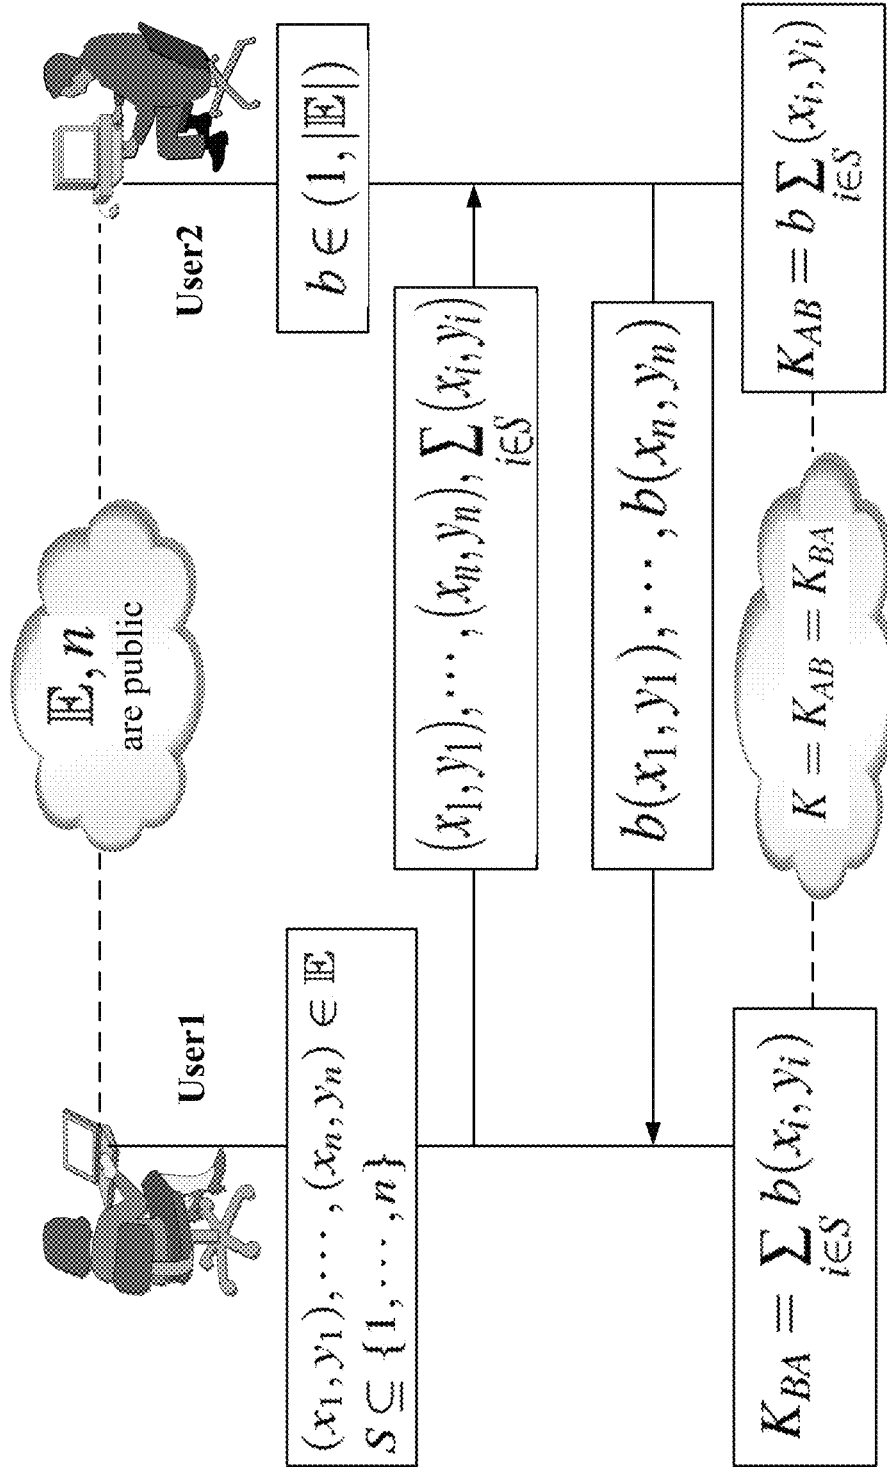 𝔼, n
are public
User1
User2
(x₁, y₁), ⋯, (xₙ, yₙ) ∈ 𝔼
S ⊆ {1, ⋯, n}
b ∈ (1, |𝔼|)
(x₁, y₁), ⋯, (xₙ, yₙ), ∑_{i∈S} (xᵢ, yᵢ)
b(x₁, y₁), ⋯, b(xₙ, yₙ)
K_{BA} = ∑_{i∈S} b(xᵢ, yᵢ)
K = K_{AB} = K_{BA}
K_{AB} = b ∑_{i∈S} (xᵢ, yᵢ)